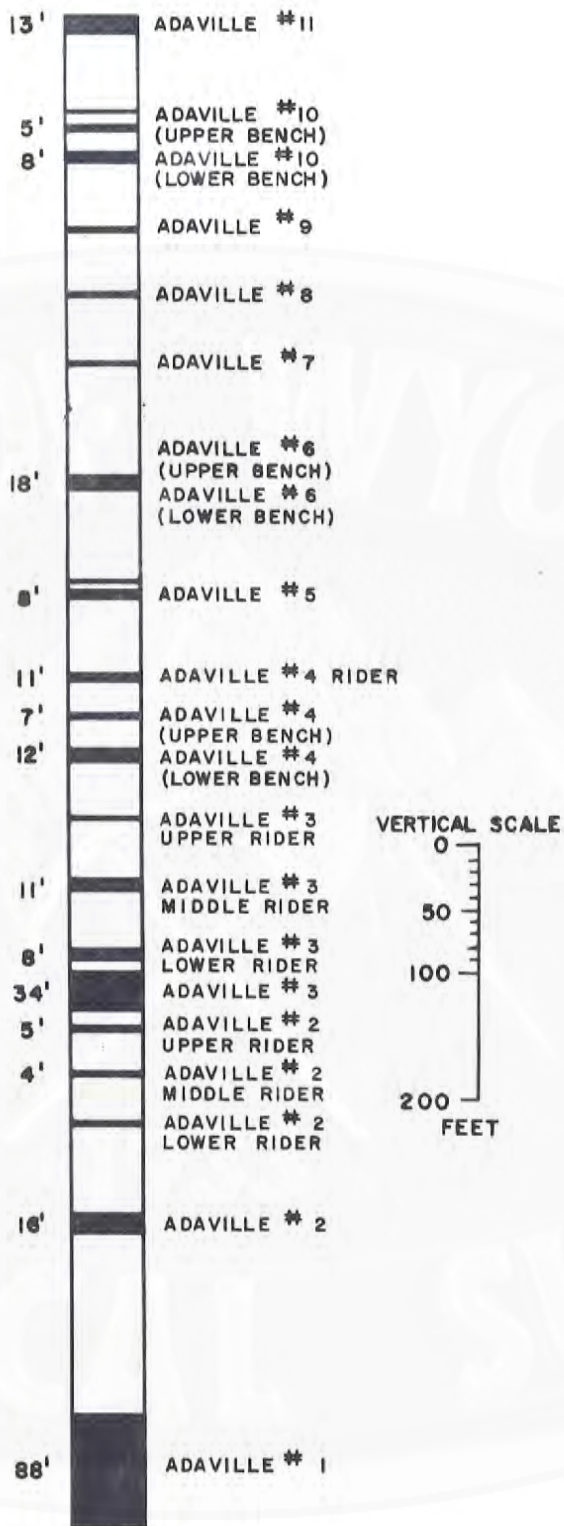 13' ADAVILLE #11
ADAVILLE #10
5' (UPPER BENCH)
8' ADAVILLE #10
(LOWER BENCH)
ADAVILLE #9
ADAVILLE #8
ADAVILLE #7
ADAVILLE #6
(UPPER BENCH)
18' ADAVILLE #6
(LOWER BENCH)
8' ADAVILLE #5
11' ADAVILLE #4 RIDER
7' ADAVILLE #4
(UPPER BENCH)
12' ADAVILLE #4
(LOWER BENCH)
ADAVILLE #3
UPPER RIDER
11' ADAVILLE #3
MIDDLE RIDER
8' ADAVILLE #3
LOWER RIDER
34' ADAVILLE #3
5' ADAVILLE #2
UPPER RIDER
4' ADAVILLE #2
MIDDLE RIDER
ADAVILLE #2
LOWER RIDER
16' ADAVILLE #2
88' ADAVILLE #1
VERTICAL SCALE
0
50
100
200
FEET